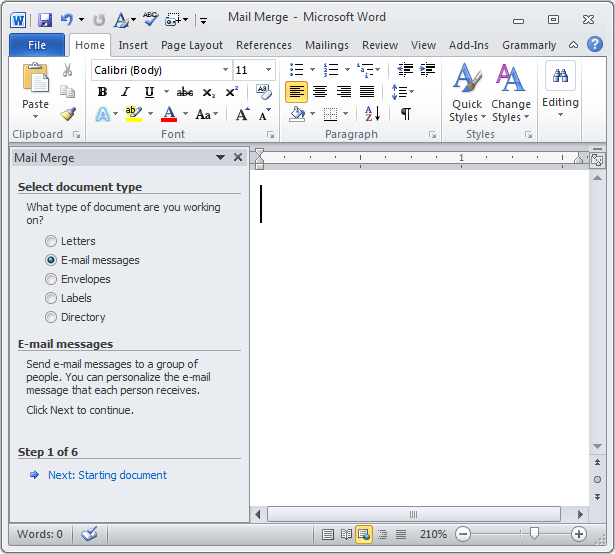 Mail Merge - Microsoft Word
File Home Insert Page Layout References Mailings Review View Add-Ins Grammarly
Paste
Calibri (Body) 11
B I U abc x₂ x²
A ab A Aa A A
Quick Styles
Change Styles
Editing
Clipboard Font Paragraph Styles
Mail Merge
1
Select document type
What type of document are you working
on?
Letters
E-mail messages
Envelopes
Labels
Directory
E-mail messages
Send e-mail messages to a group of
people. You can personalize the e-mail
message that each person receives.
Click Next to continue.
Step 1 of 6
Next: Starting document
Words: 0 210%